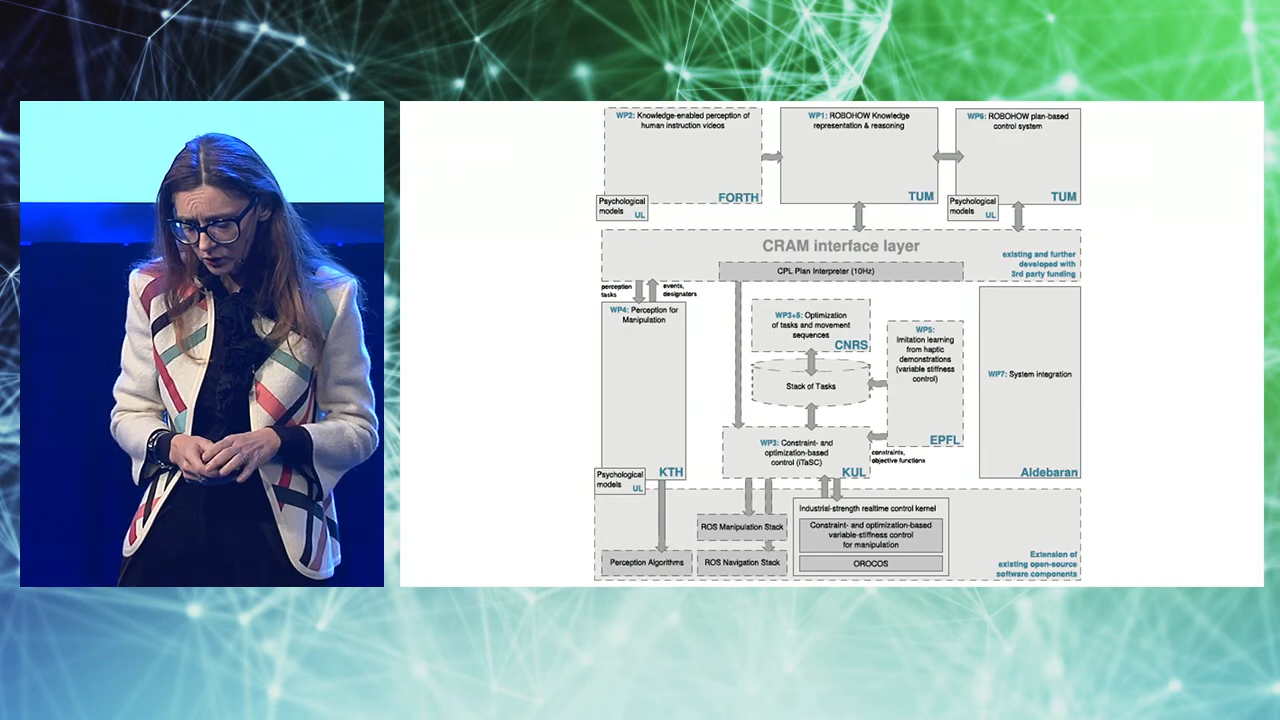 WP2: Knowledge-enabled perception of
human instruction videos
FORTH
Psychological
models
UL
WP1: ROBOHOW Knowledge
representation & reasoning
TUM
WP6: ROBOHOW plan-based
control system
TUM
Psychological
models
UL
CRAM interface layer
CPL Plan Interpreter (10Hz)
existing and further
developed with
3rd party funding
perception
tasks
events,
designators
WP4: Perception for
Manipulation
KTH
Psychological
models
UL
WP3+5: Optimization
of tasks and movement
sequences
CNRS
Stack of Tasks
WP5:
Imitation learning
from haptic
demonstrations
(variable stiffness
control)
EPFL
WP7: System integration
Aldebaran
WP3: Constraint- and
optimization-based
control (iTaSC)
KUL
constraints,
objective functions
ROS Manipulation Stack
Perception Algorithms
ROS Navigation Stack
Industrial-strength realtime control kernel
Constraint- and optimization-based
variable-stiffness control
for manipulation
OROCOS
Extension of
existing open-source
software components